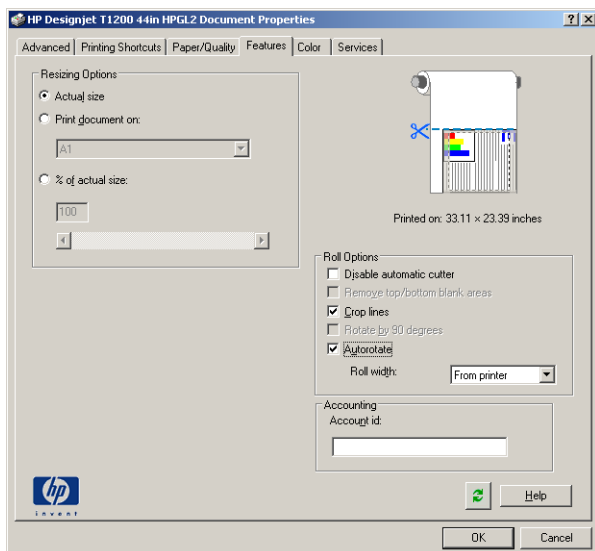 HP Designjet T1200 44in HPGL2 Document Properties
Advanced Printing Shortcuts Paper/Quality Features Color Services
Resizing Options
Actual size
Print document on:
A1
% of actual size:
100
Printed on: 33.11 × 23.39 inches
Roll Options
Disable automatic cutter
Remove top/bottom blank areas
Crop lines
Rotate by 90 degrees
Autorotate
Roll width: From printer
Accounting
Account id:
hp
invent
Help
OK Cancel